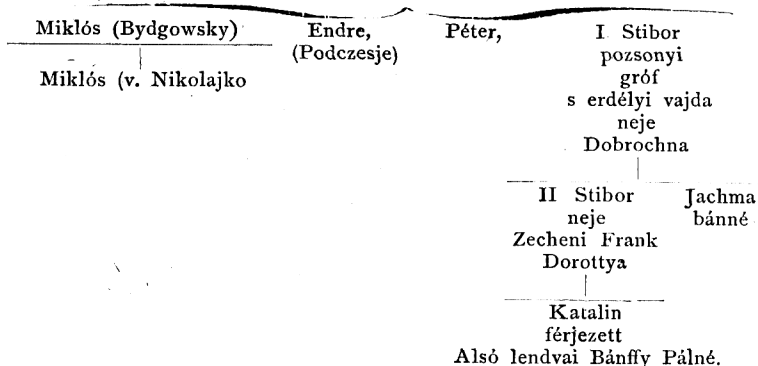 Miklós (Bydgowsky) Endre, Péter, I Stibor
(Podczesje) pozsonyi
Miklós (v. Nikolajko gróf
s erdélyi vajda
neje
Dobrochna
II Stibor Jachma
neje bánné
Zecheni Frank
Dorottya
Katalin
férjezett
Alsó lendvai Bánffy Pálné.